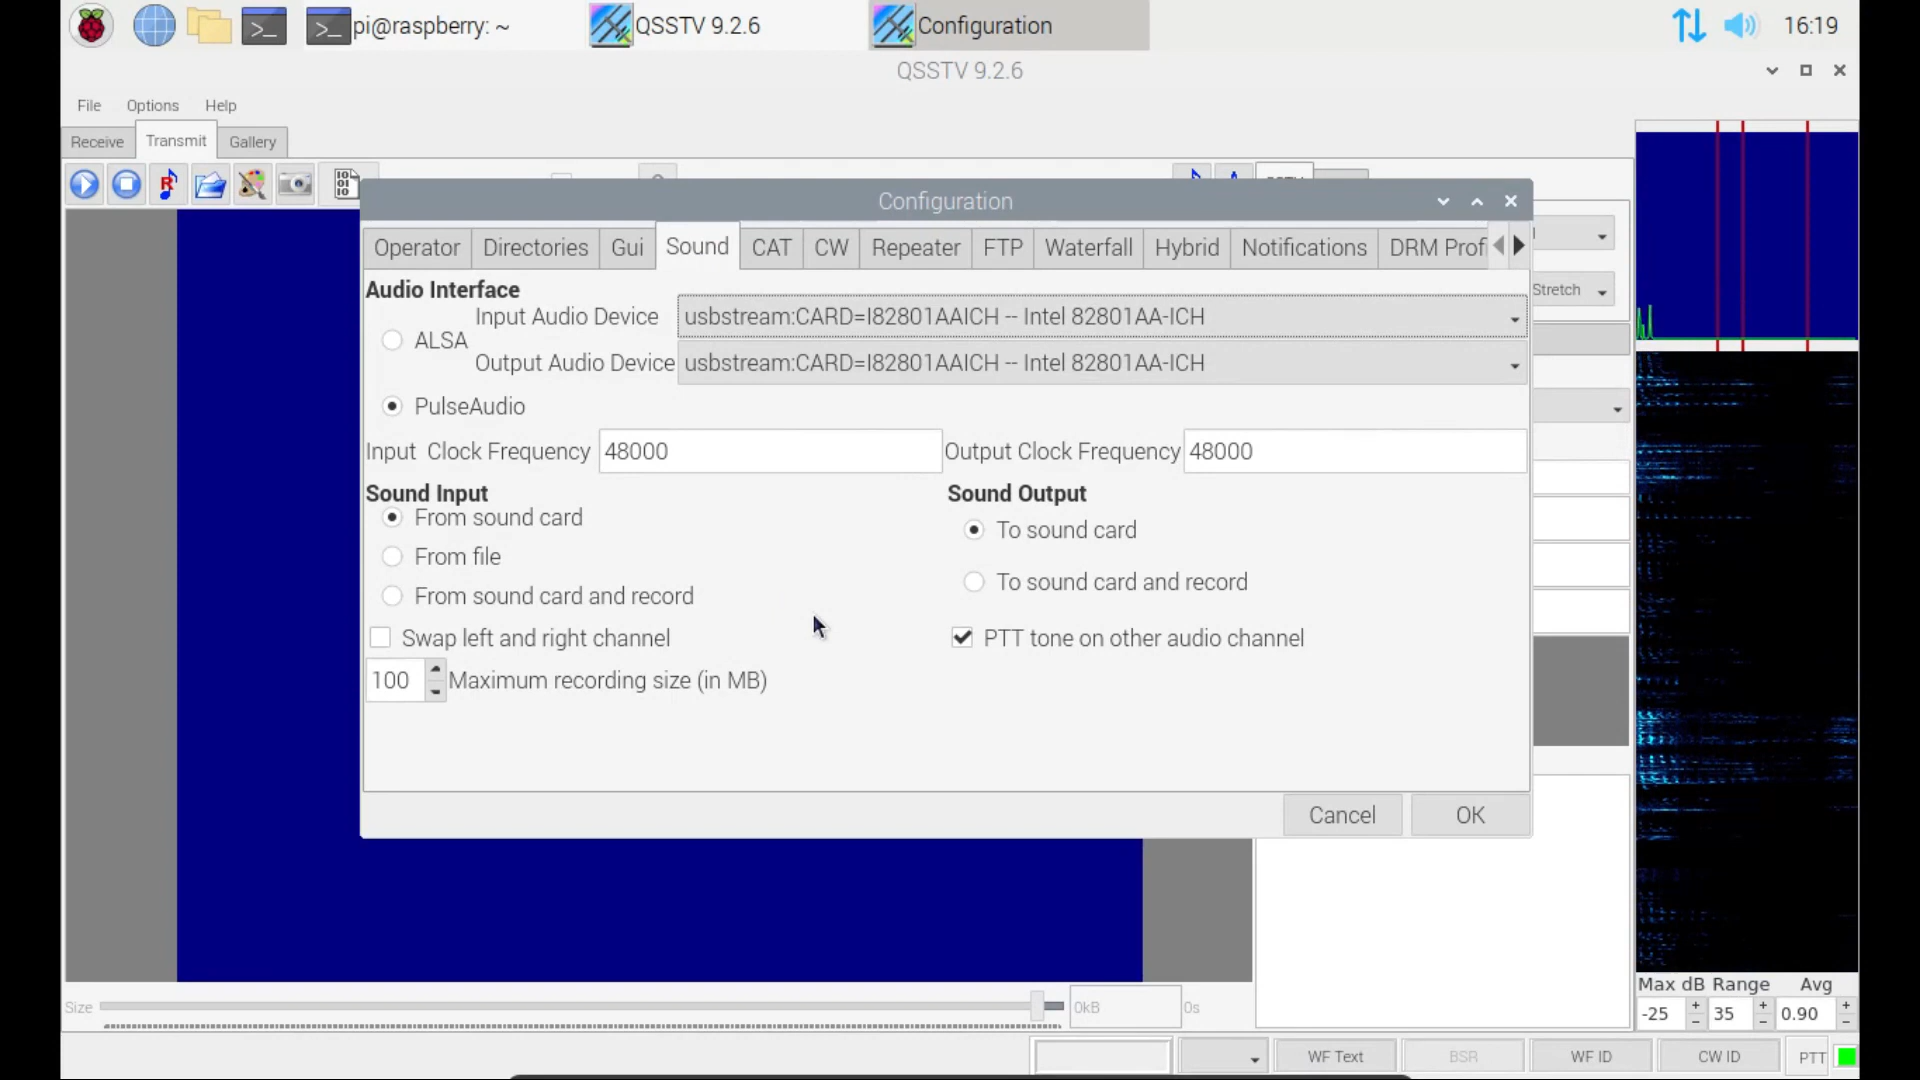 pi@raspberry: ~
QSSTV 9.2.6
Configuration
16:19
QSSTV 9.2.6
File
Options
Help
Receive
Transmit
Gallery
Configuration
Operator
Directories
Gui
Sound
CAT
CW
Repeater
FTP
Waterfall
Hybrid
Notifications
DRM Prof
Audio Interface
Input Audio Device
usbstream:CARD=I82801AAICH -- Intel 82801AA-ICH
ALSA
Output Audio Device
usbstream:CARD=I82801AAICH -- Intel 82801AA-ICH
PulseAudio
Input Clock Frequency
48000
Output Clock Frequency
48000
Sound Input
Sound Output
From sound card
To sound card
From file
From sound card and record
To sound card and record
Swap left and right channel
PTT tone on other audio channel
100
Maximum recording size (in MB)
Cancel
OK
Stretch
Size
0kB
0s
Max dB Range Avg
-25
35
0.90
WF Text
BSR
WF ID
CW ID
PTT